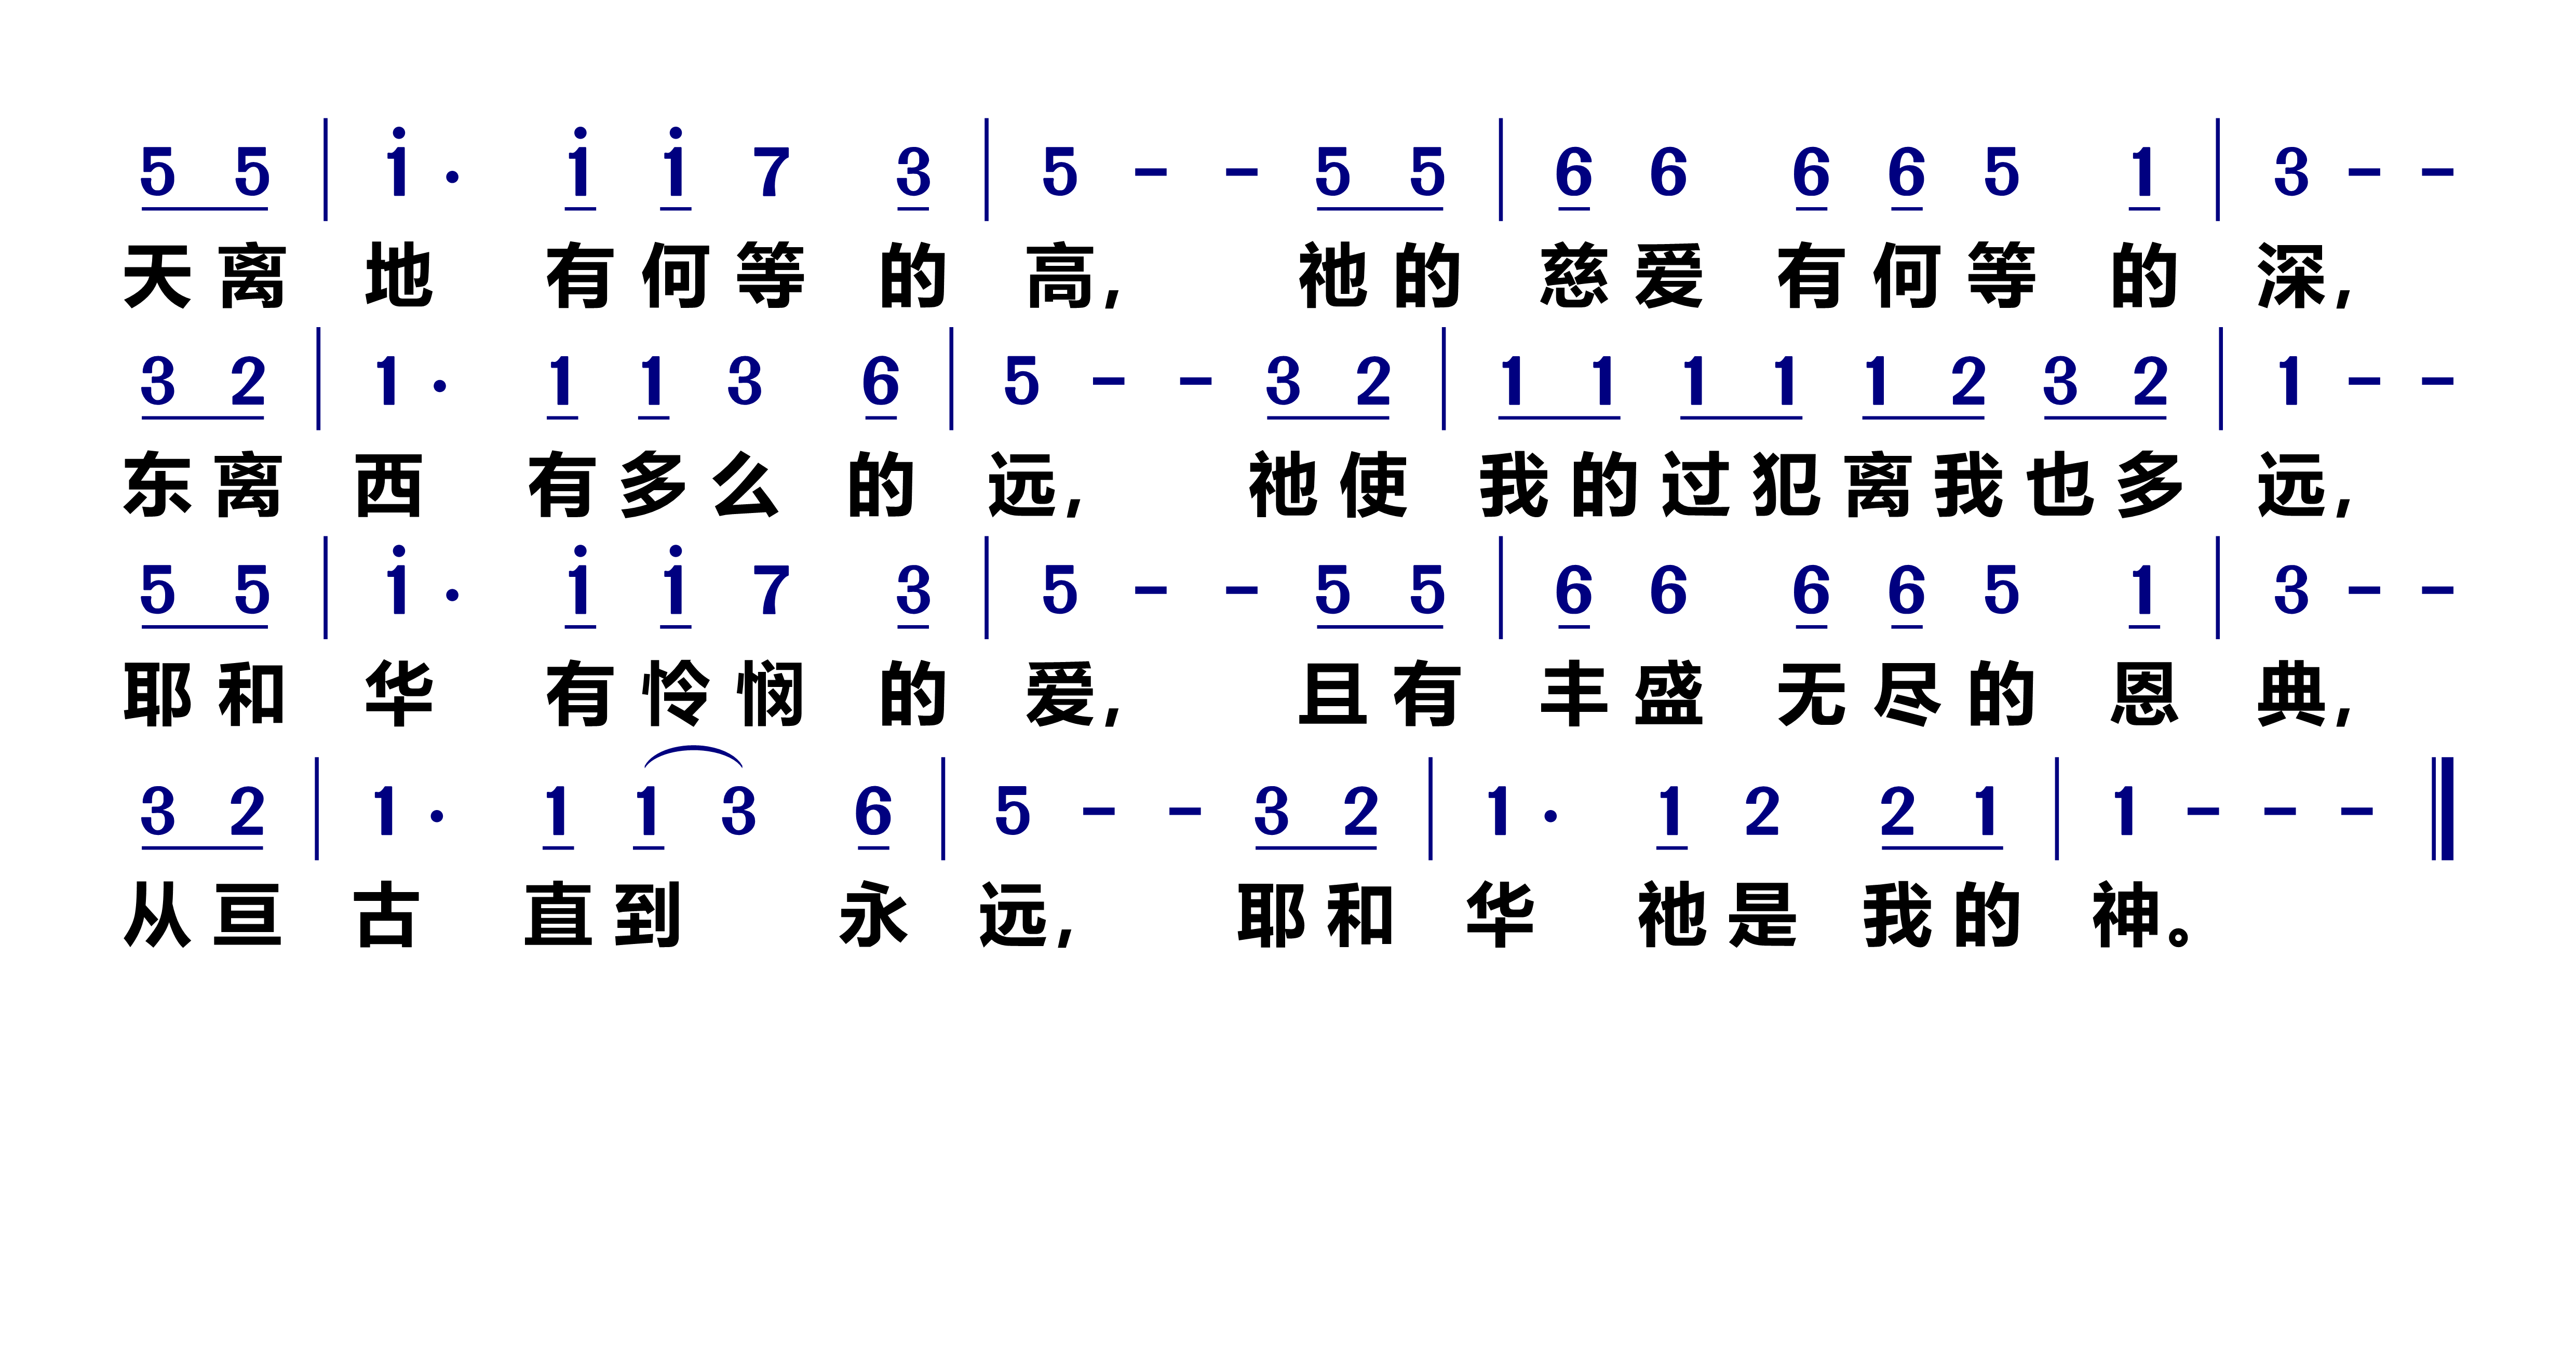 5 5 | i · i i 7 3 | 5 - - 5 5 | 6 6 6 6 5 1 | 3 - -
天离 地 有何等 的 高, 祂的 慈爱 有何等 的 深,
3 2 | 1 · 1 1 3 6 | 5 - - 3 2 | 1 1 1 1 1 2 3 2 | 1 - -
东离 西 有多么 的 远, 祂使 我的过犯离我也多 远,
5 5 | i · i i 7 3 | 5 - - 5 5 | 6 6 6 6 5 1 | 3 - -
耶和 华 有怜悯 的 爱, 且有 丰盛 无尽的 恩 典,
3 2 | 1 · 1 1 3 6 | 5 - - 3 2 | 1 · 1 2 2 1 | 1 - - - ‖
从亘 古 直到 永 远, 耶和 华 祂是 我的 神。